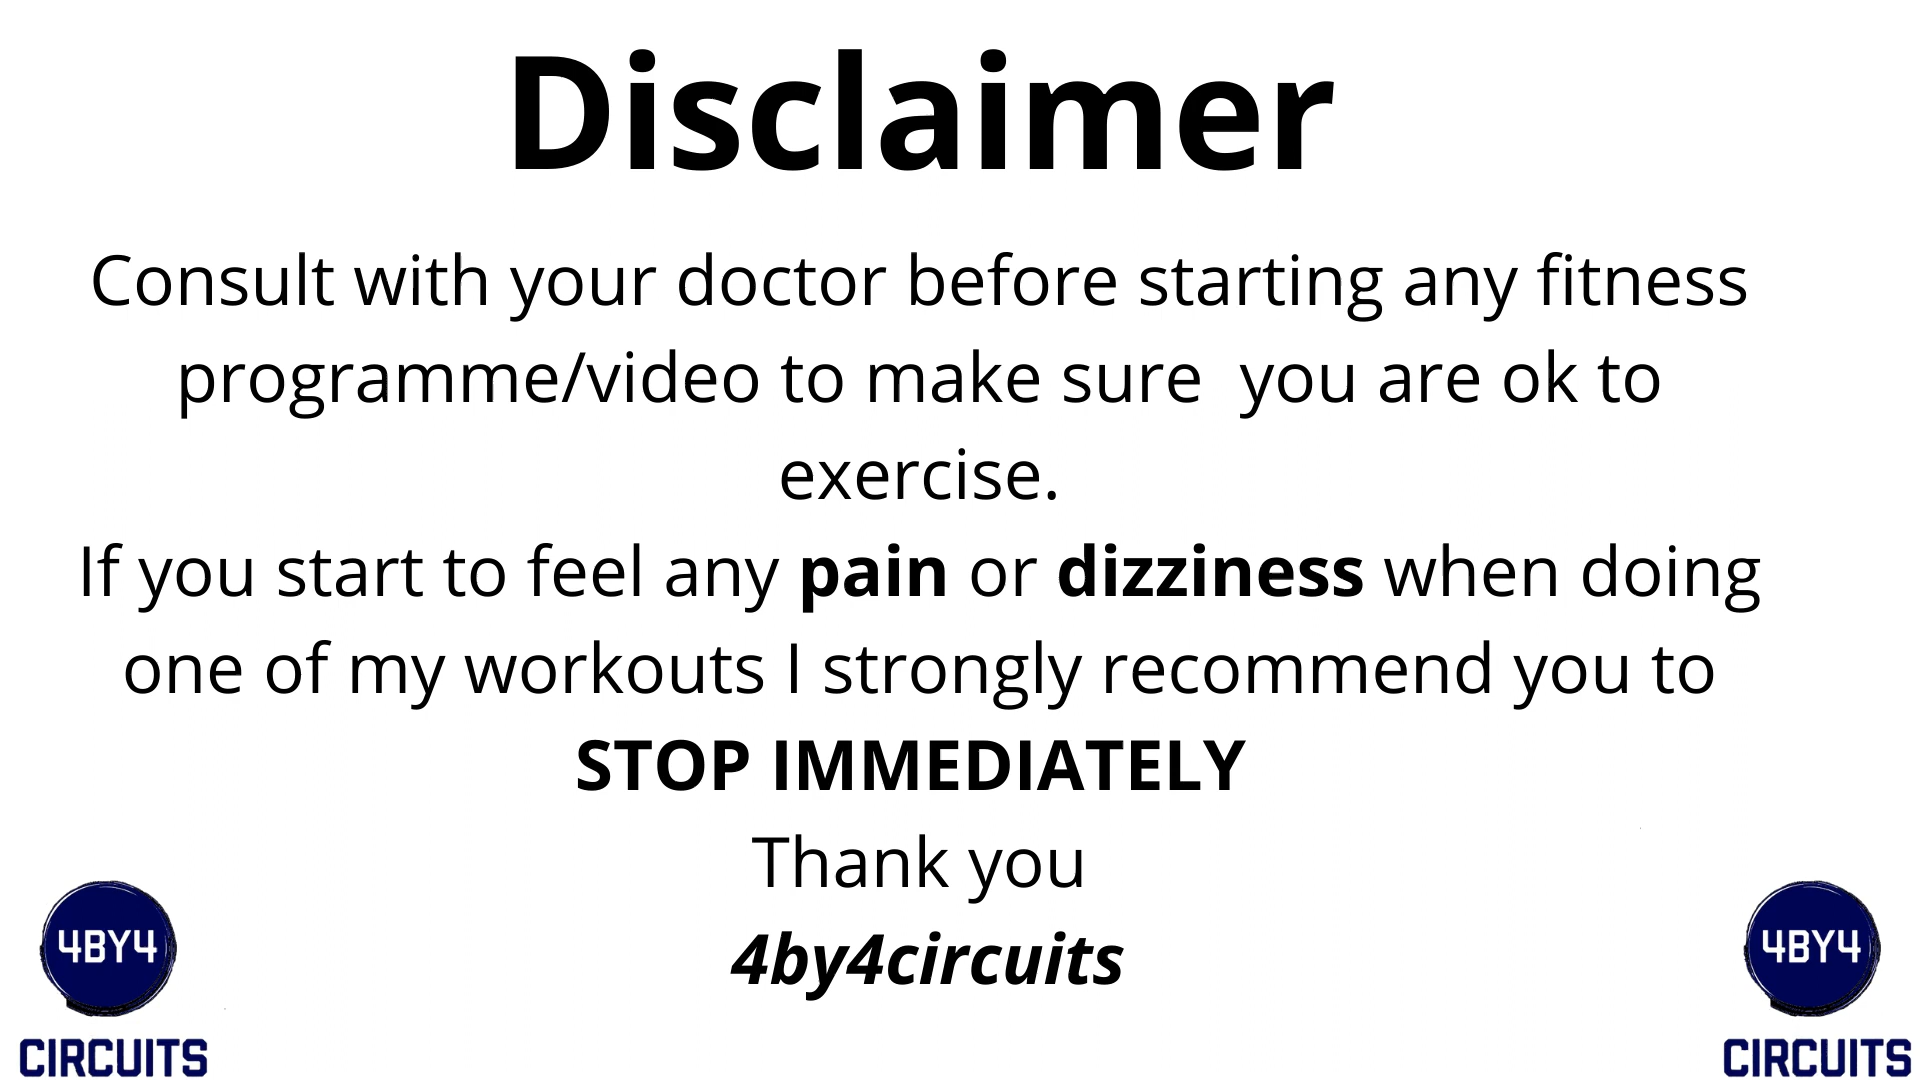 Disclaimer
Consult with your doctor before starting any fitness
programme/video to make sure  you are ok to
exercise.
If you start to feel any pain or dizziness when doing
one of my workouts I strongly recommend you to
STOP IMMEDIATELY
Thank you
4by4circuits
4BY4
CIRCUITS
4BY4
CIRCUITS